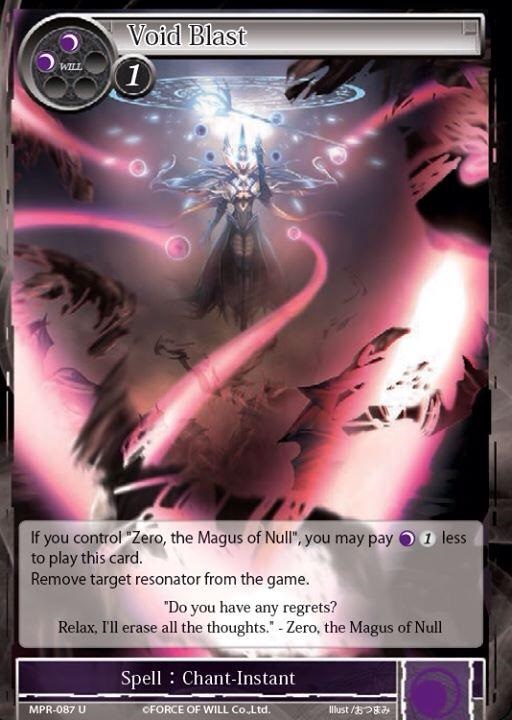 Void Blast
WILL
1
If you control "Zero, the Magus of Null", you may pay 1 less
to play this card.
Remove target resonator from the game.
"Do you have any regrets?
Relax, I'll erase all the thoughts." - Zero, the Magus of Null
Spell : Chant-Instant
MPR-087 U ©FORCE OF WILL Co.,Ltd. Illust /おつまみ